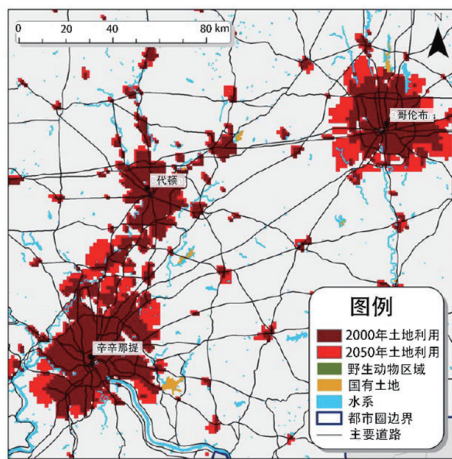 0 20 40 60 80 km
N
哥伦布
代顿
辛辛那提
图例
2000年土地利用
2050年土地利用
野生动物区域
国有土地
水系
都市圈边界
主要道路